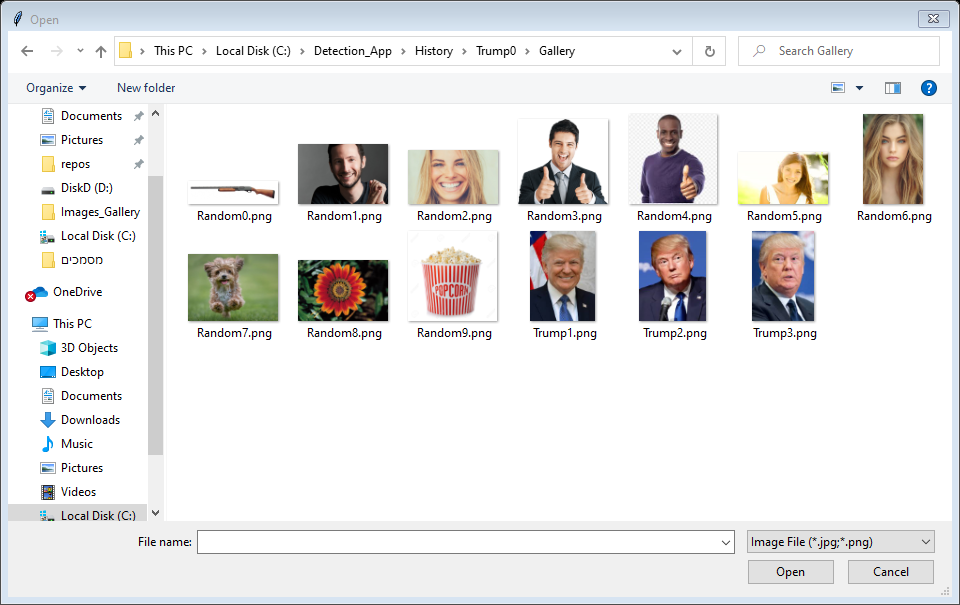 Open
This PC > Local Disk (C:) > Detection_App > History > Trump0 > Gallery
Search Gallery
Organize
New folder
?
Documents
Pictures
repos
DiskD (D:)
Images_Gallery
Local Disk (C:)
מסמכים
OneDrive
This PC
3D Objects
Desktop
Documents
Downloads
Music
Pictures
Videos
Local Disk (C:)
Random0.png
Random1.png
Random2.png
Random3.png
Random4.png
Random5.png
Random6.png
POPCORN
Random7.png
Random8.png
Random9.png
Trump1.png
Trump2.png
Trump3.png
File name:
Image File (*.jpg;*.png)
Open
Cancel